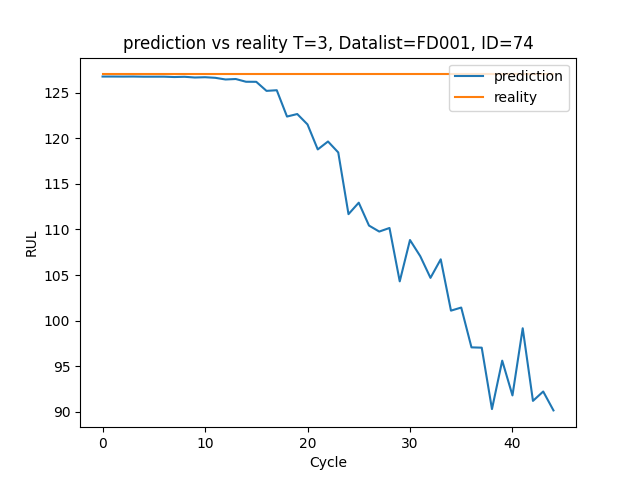 prediction vs reality T=3, Datalist=FD001, ID=74
prediction
reality
125
120
115
110
105
100
95
90
RUL
0 10 20 30 40
Cycle